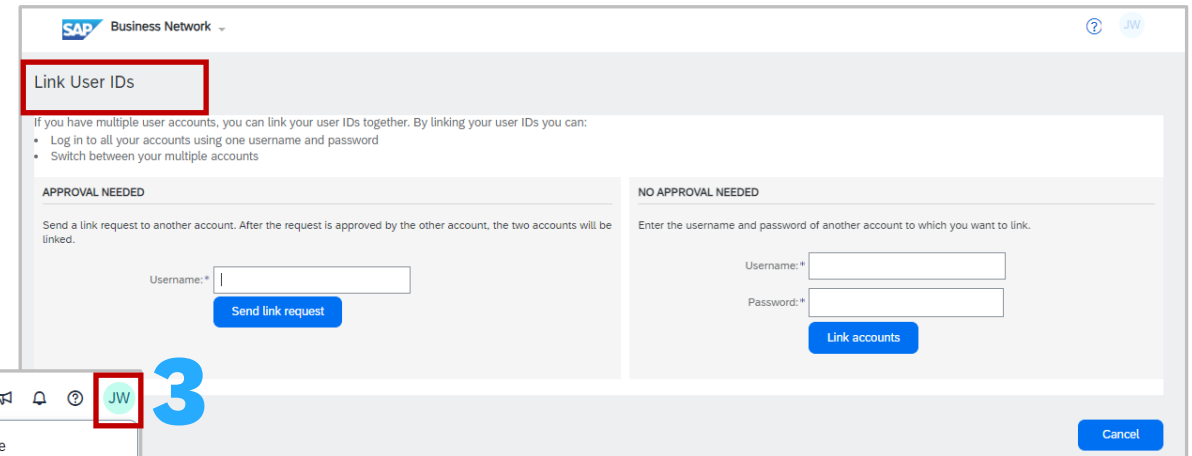 SAP Business Network
JW
Link User IDs
If you have multiple user accounts, you can link your user IDs together. By linking your user IDs you can:
• Log in to all your accounts using one username and password
• Switch between your multiple accounts
APPROVAL NEEDED
Send a link request to another account. After the request is approved by the other account, the two accounts will be
linked.
Username:*
Send link request
NO APPROVAL NEEDED
Enter the username and password of another account to which you want to link.
Username:*
Password:*
Link accounts
JW
3
Cancel